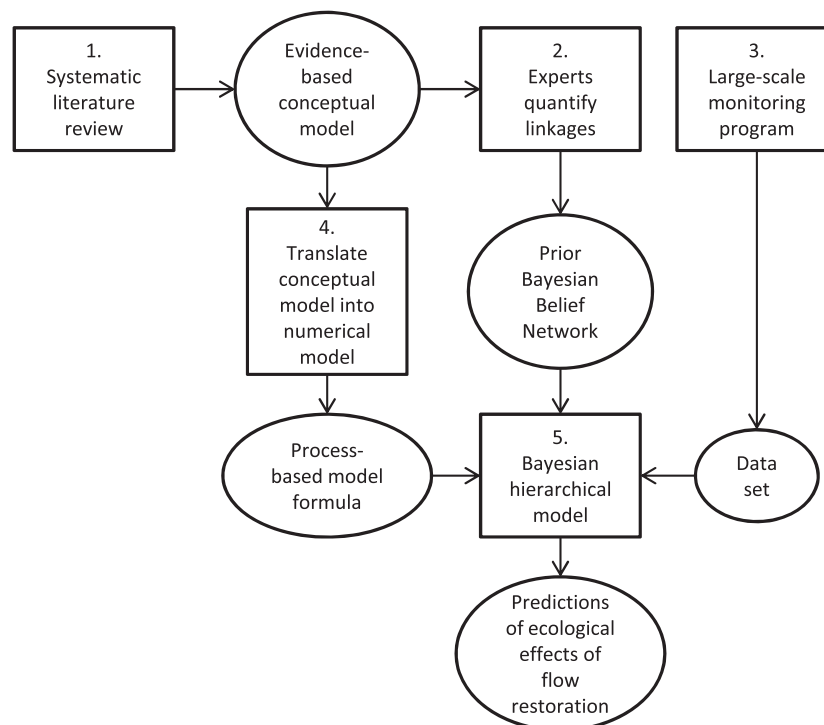 1.
Systematic
literature
review
Evidence-
based
conceptual
model
2.
Experts
quantify
linkages
3.
Large-scale
monitoring
program
4.
Translate
conceptual
model into
numerical
model
Prior
Bayesian
Belief
Network
Process-
based model
formula
5.
Bayesian
hierarchical
model
Data
set
Predictions
of ecological
effects of
flow
restoration